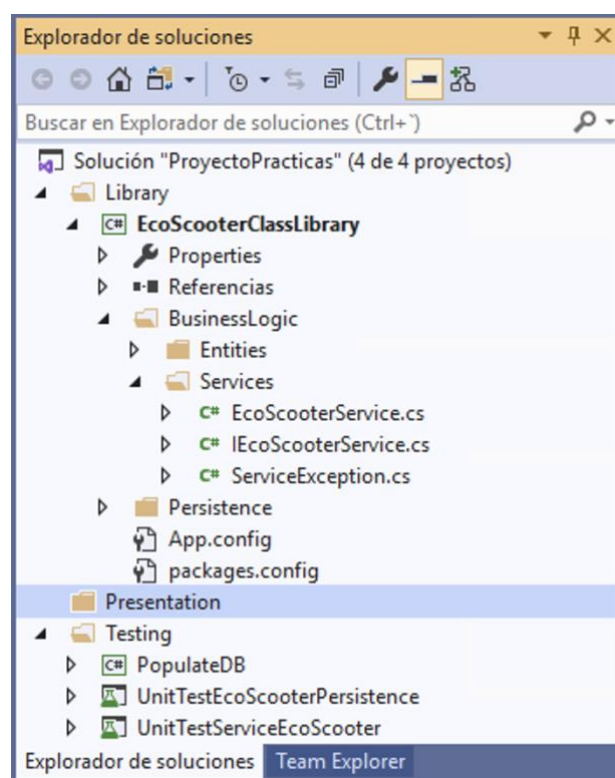 Explorador de soluciones
Buscar en Explorador de soluciones (Ctrl+`)
Solución "ProyectoPracticas" (4 de 4 proyectos)
Library
C# EcoScooterClassLibrary
Properties
Referencias
BusinessLogic
Entities
Services
C# EcoScooterService.cs
C# IEcoScooterService.cs
C# ServiceException.cs
Persistence
App.config
packages.config
Presentation
Testing
C# PopulateDB
UnitTestEcoScooterPersistence
UnitTestServiceEcoScooter
Explorador de soluciones Team Explorer